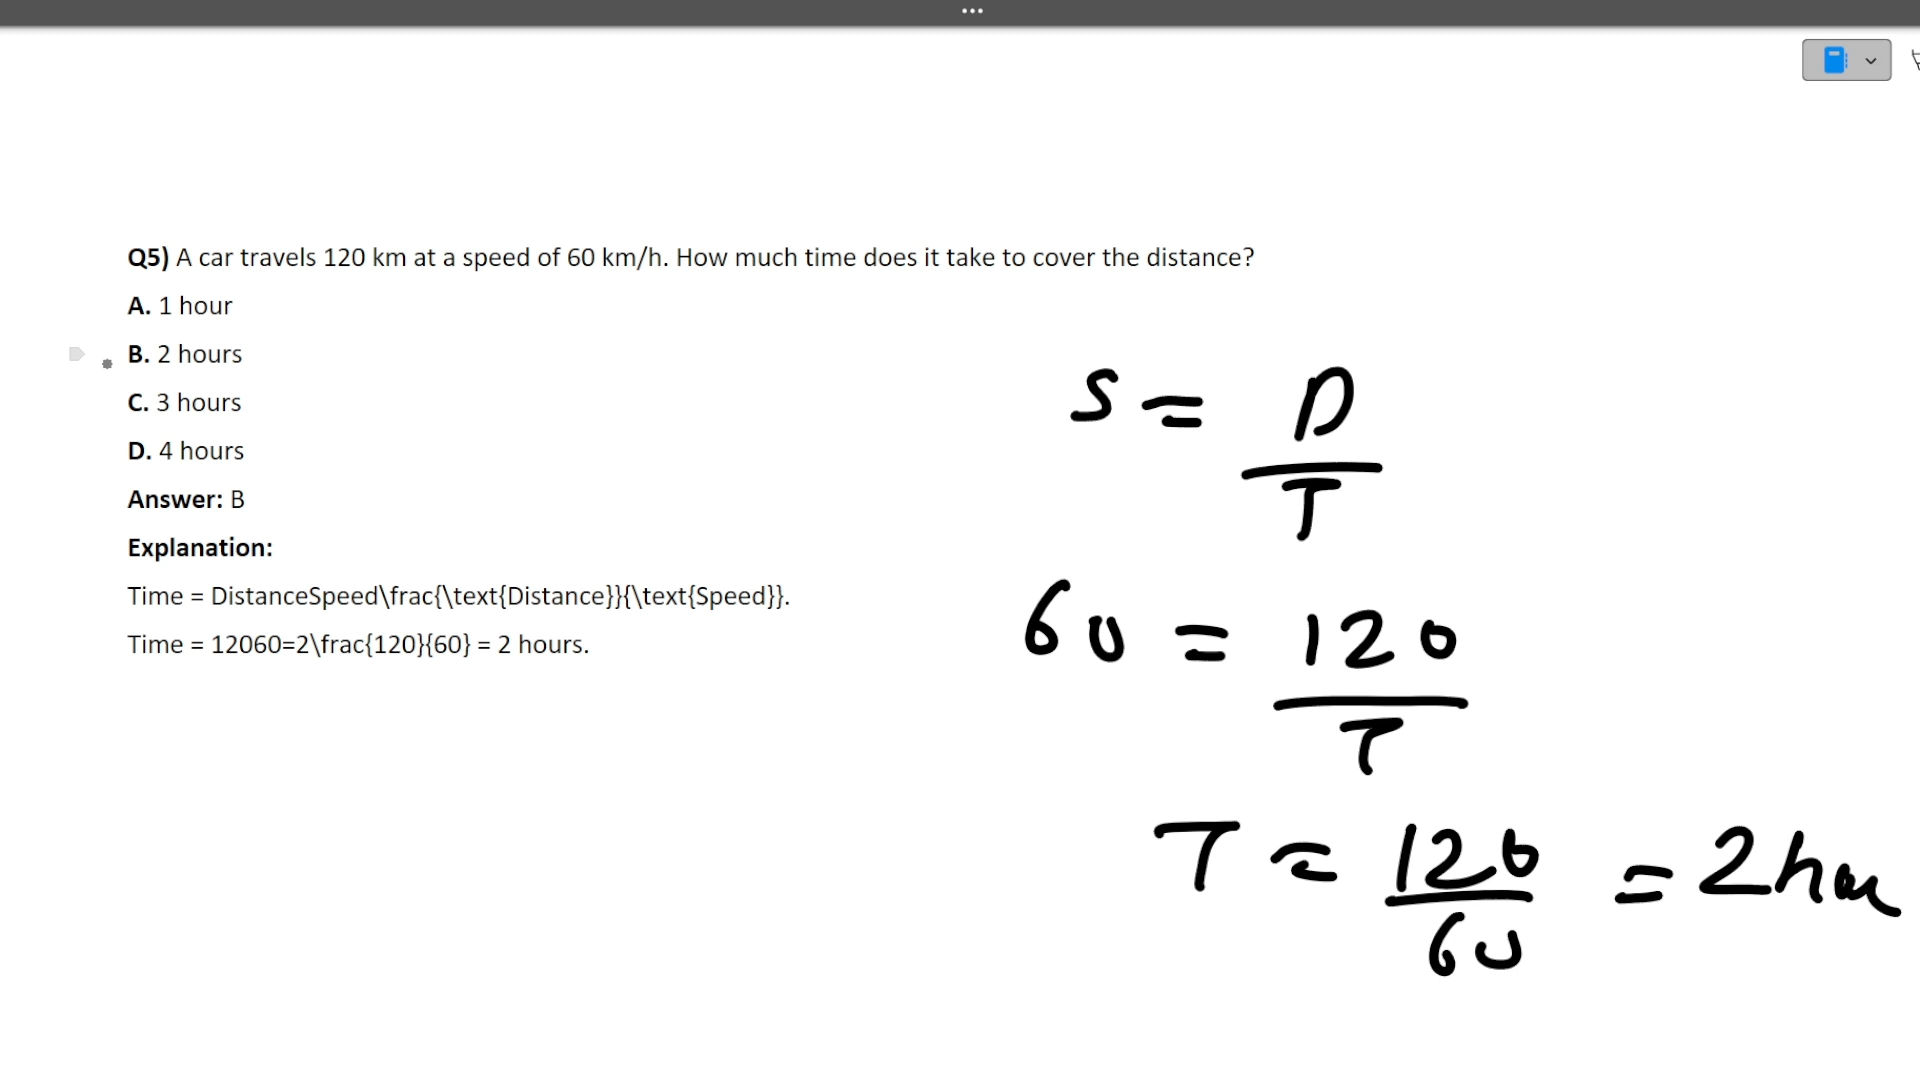 Q5) A car travels 120 km at a speed of 60 km/h. How much time does it take to cover the distance?
A. 1 hour
B. 2 hours
C. 3 hours
D. 4 hours
Answer: B
Explanation:
Time = DistanceSpeed\frac{\text{Distance}}{\text{Speed}}.
Time = 12060=2\frac{120}{60} = 2 hours.
S = D
T
60 = 120
T
T = 120 = 2
60